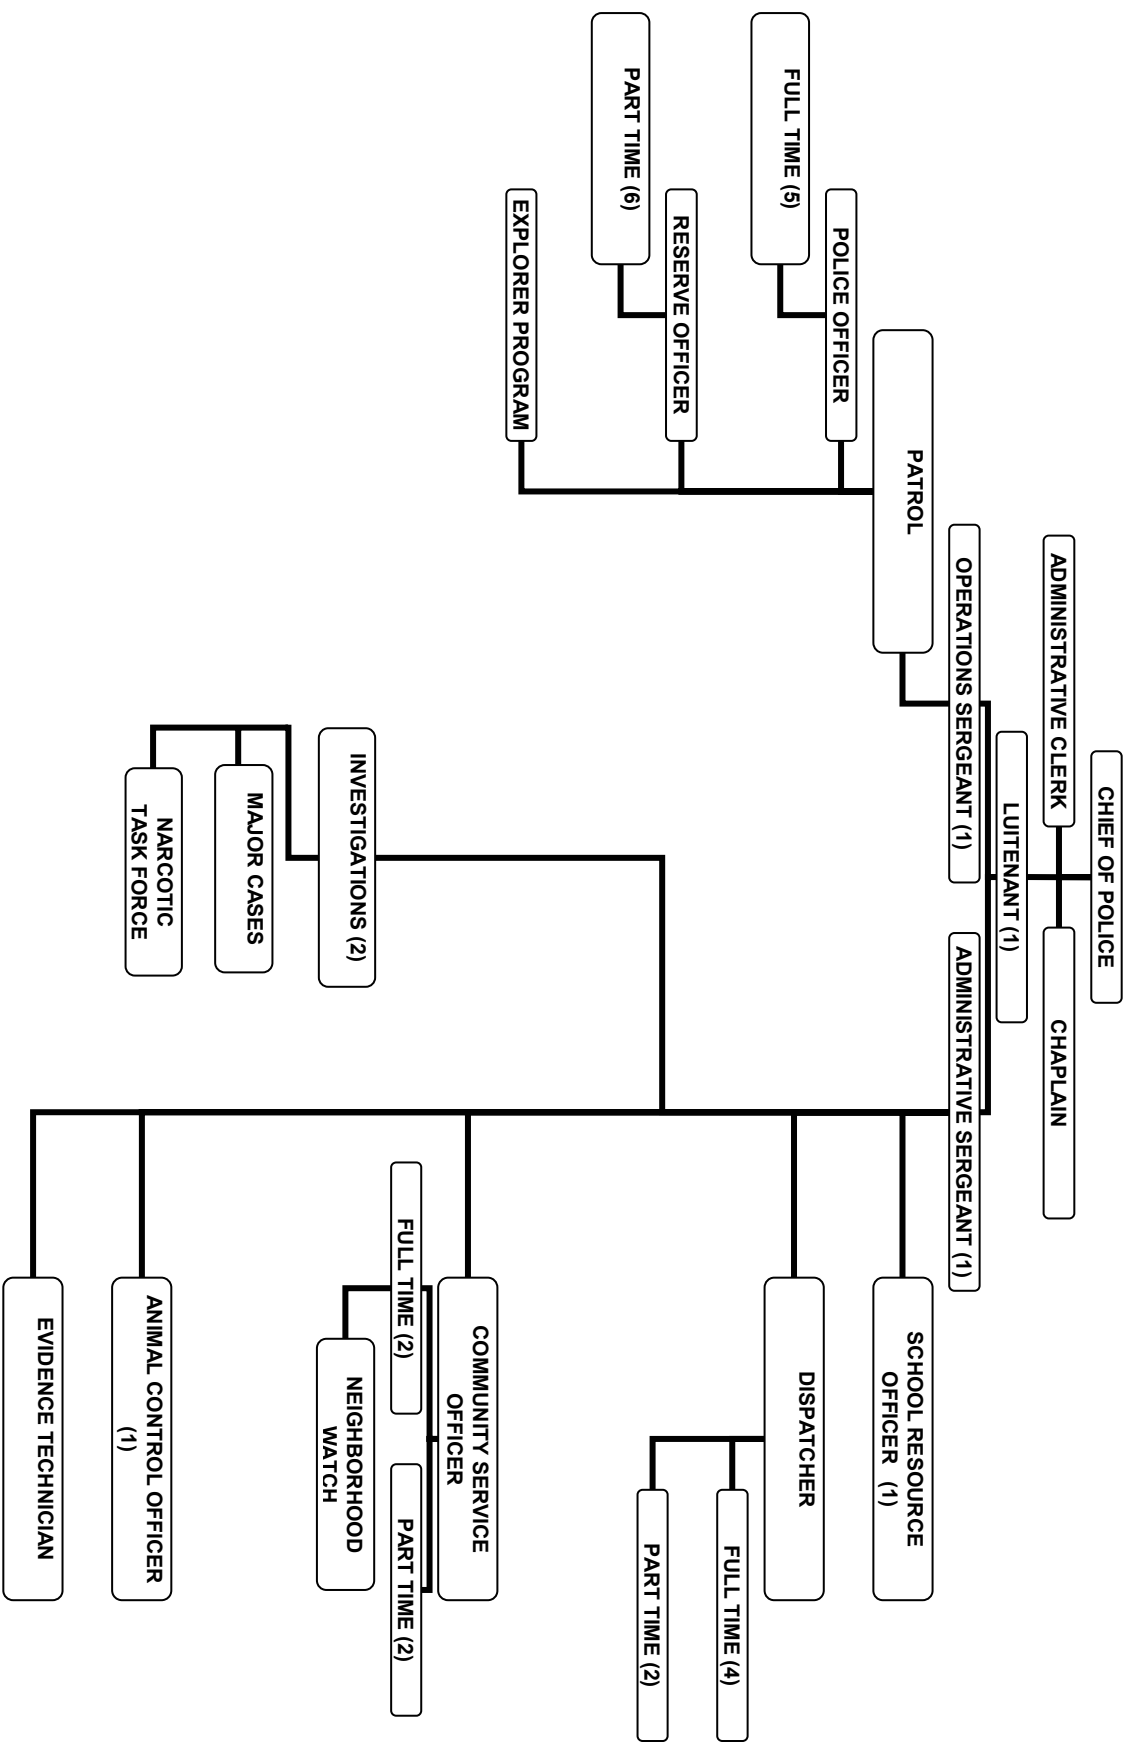 CHIEF OF POLICE
ADMINISTRATIVE CLERK
CHAPLAIN
LUITENANT (1)
OPERATIONS SERGEANT (1)
ADMINISTRATIVE SERGEANT (1)
PATROL
POLICE OFFICER
FULL TIME (5)
RESERVE OFFICER
PART TIME (6)
EXPLORER PROGRAM
INVESTIGATIONS (2)
MAJOR CASES
NARCOTIC
TASK FORCE
SCHOOL RESOURCE
OFFICER (1)
DISPATCHER
FULL TIME (4)
PART TIME (2)
COMMUNITY SERVICE
OFFICER
FULL TIME (2)
PART TIME (2)
NEIGHBORHOOD
WATCH
ANIMAL CONTROL OFFICER
(1)
EVIDENCE TECHNICIAN